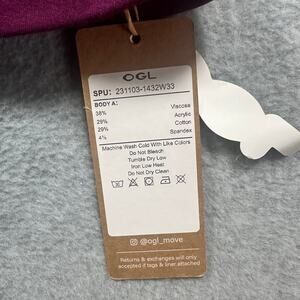 OGL
SPU: 231103-1432W33
BODY A:
38% Viscose
29% Acrylic
29% Cotton
4% Spandex
Machine Wash Cold With Like Colors
Do Not Bleach
Tumble Dry Low
Iron Low Heat
Do Not Dry Clean
@ogl_move
Returns & exchanges will only
accepted if tags & liner attached